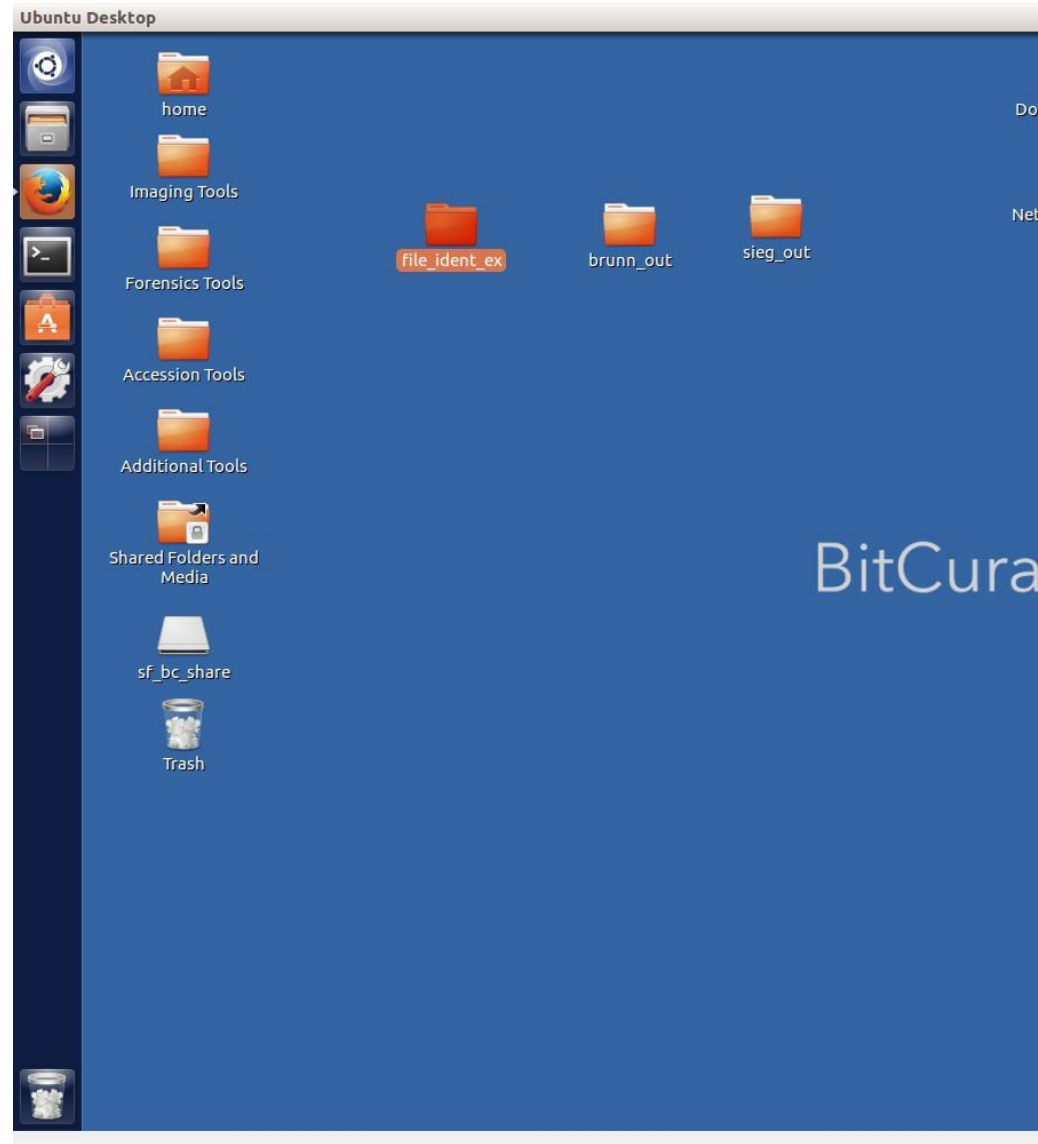 Ubuntu Desktop
home
Do
Imaging Tools
Net
file_ident_ex
brunn_out
sieg_out
Forensics Tools
Accession Tools
Additional Tools
Shared Folders and
Media
BitCura
sf_bc_share
Trash